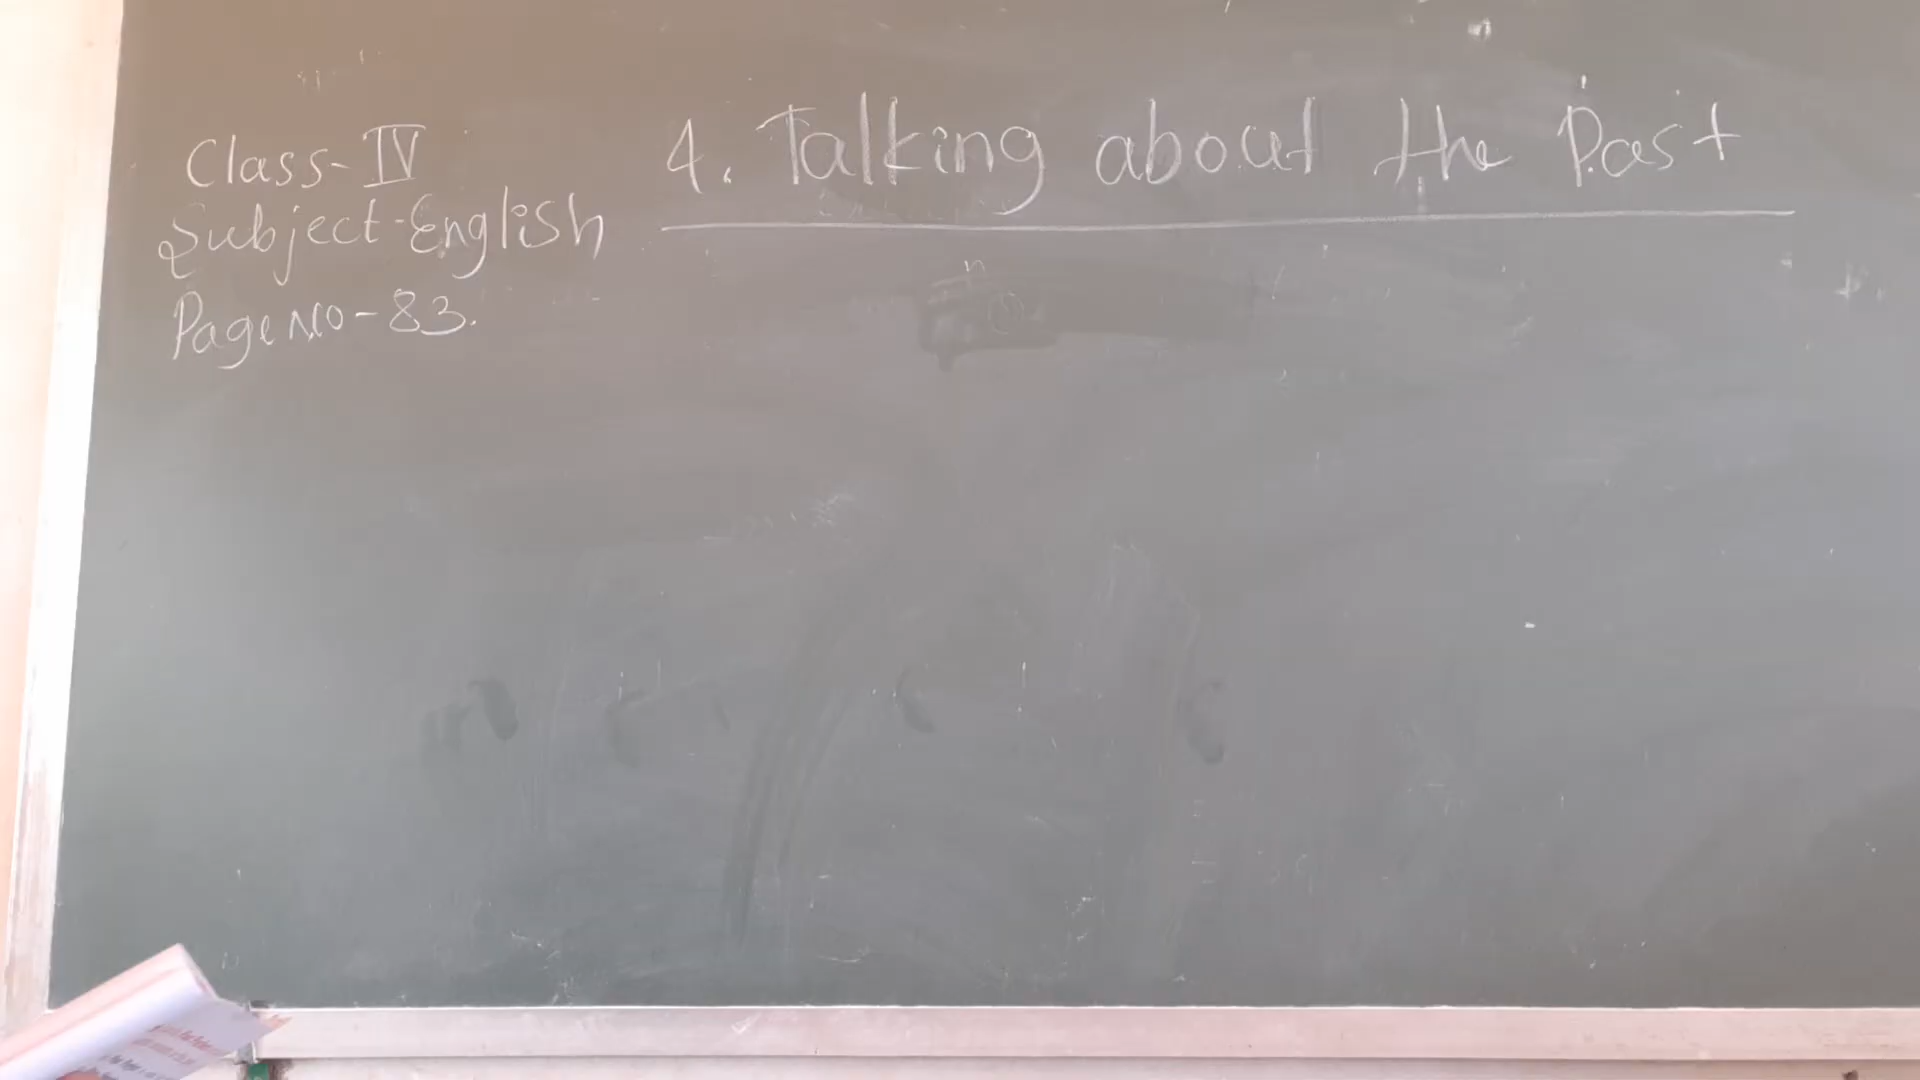 Class-IV
Subject-English
Page No-83.
4. Talking about the Past